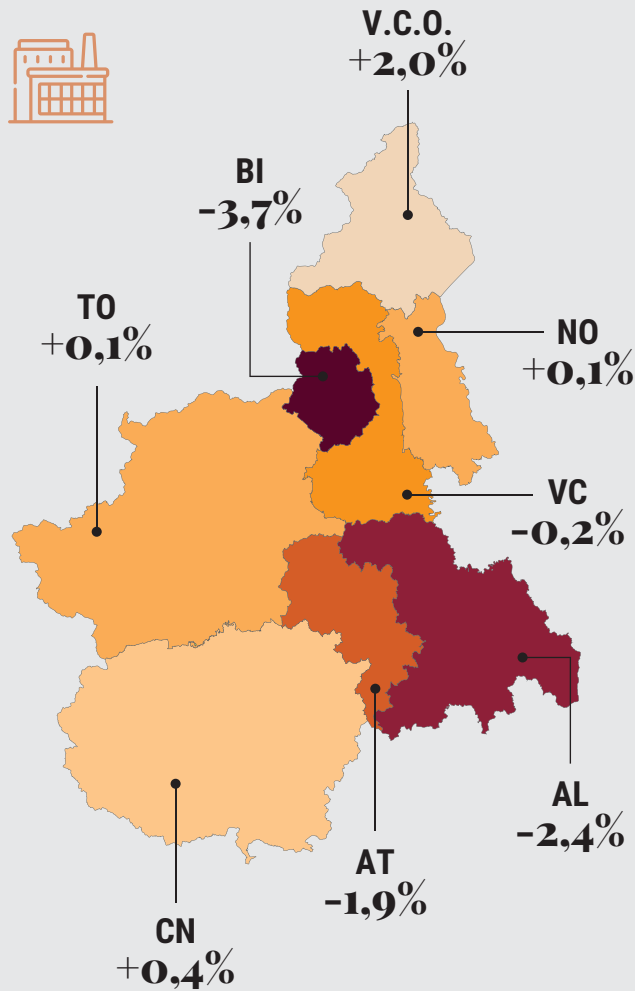 V.C.O.
+2,0%
BI
-3,7%
TO
+0,1%
NO
+0,1%
VC
-0,2%
AL
-2,4%
AT
-1,9%
CN
+0,4%